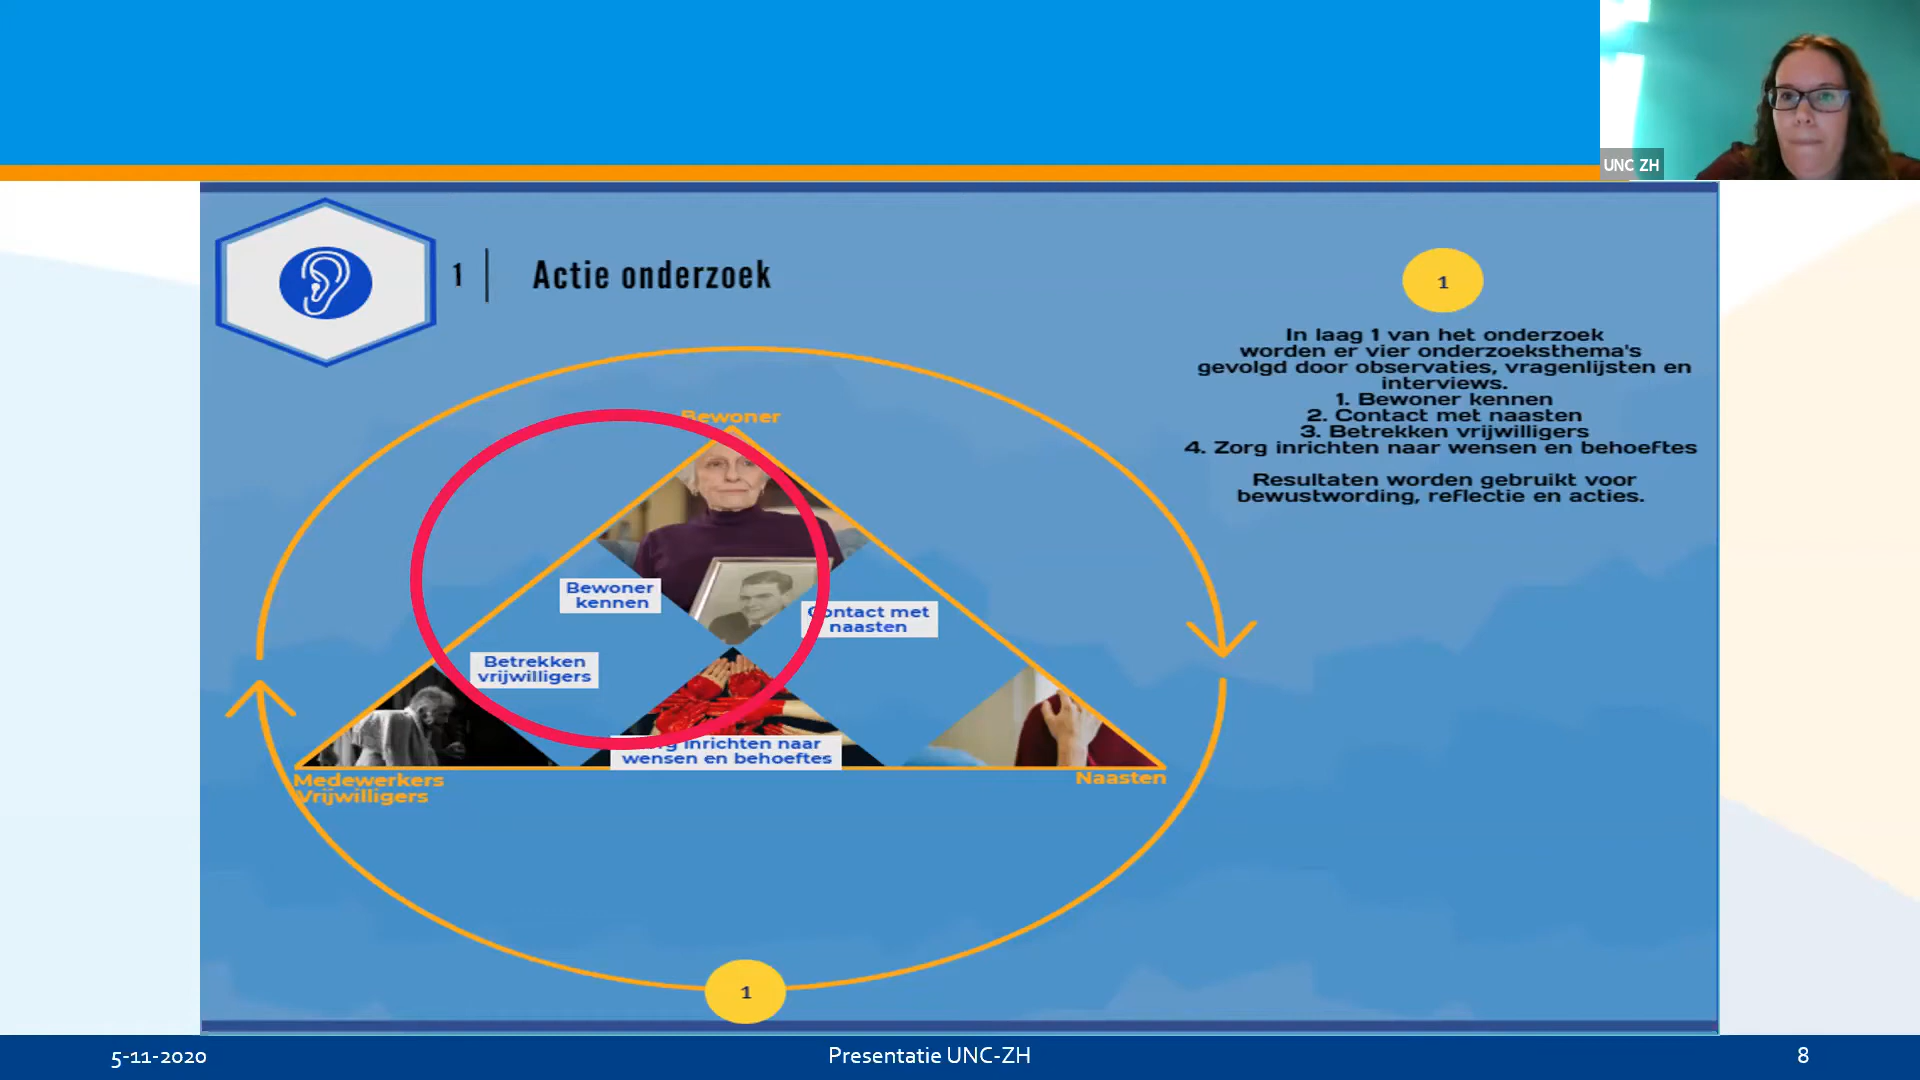 UNC ZH
1
Actie onderzoek
1
In laag 1 van het onderzoek
worden er vier onderzoeksthema's
gevolgd door observaties, vragenlijsten en
interviews.
1. Bewoner kennen
2. Contact met naasten
3. Betrekken vrijwilligers
4. Zorg inrichten naar wensen en behoeftes
Resultaten worden gebruikt voor
bewustwording, reflectie en acties.
Bewoner
Bewoner
kennen
Contact met
naasten
Betrekken
vrijwilligers
Zorg inrichten naar
wensen en behoeftes
Medewerkers
Vrijwilligers
Naasten
1
5-11-2020
Presentatie UNC-ZH
8